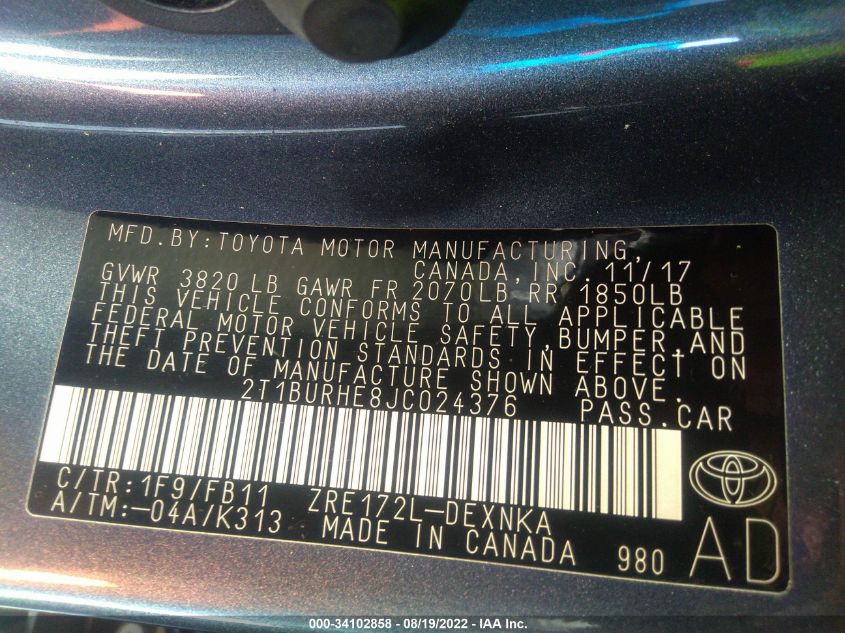 MFD.BY:TOYOTA MOTOR MANUFACTURING,
CANADA, INC. 11/17
GVWR 3820 LB GAWR FR 2070LB RR 1850LB
THIS VEHICLE CONFORMS TO ALL APPLICABLE
FEDERAL MOTOR VEHICLE SAFETY,BUMPER,AND
THEFT PREVENTION STANDARDS IN EFFECT ON
THE DATE OF MANUFACTURE SHOWN ABOVE.
2T1BURHE8JC024376 PASS.CAR
C/TR:1F9/FB11 ZRE172L-DEXNKA
A/TM:-04A/K313 MADE IN CANADA 980 AD
000-34102858 - 08/19/2022 - IAA Inc.